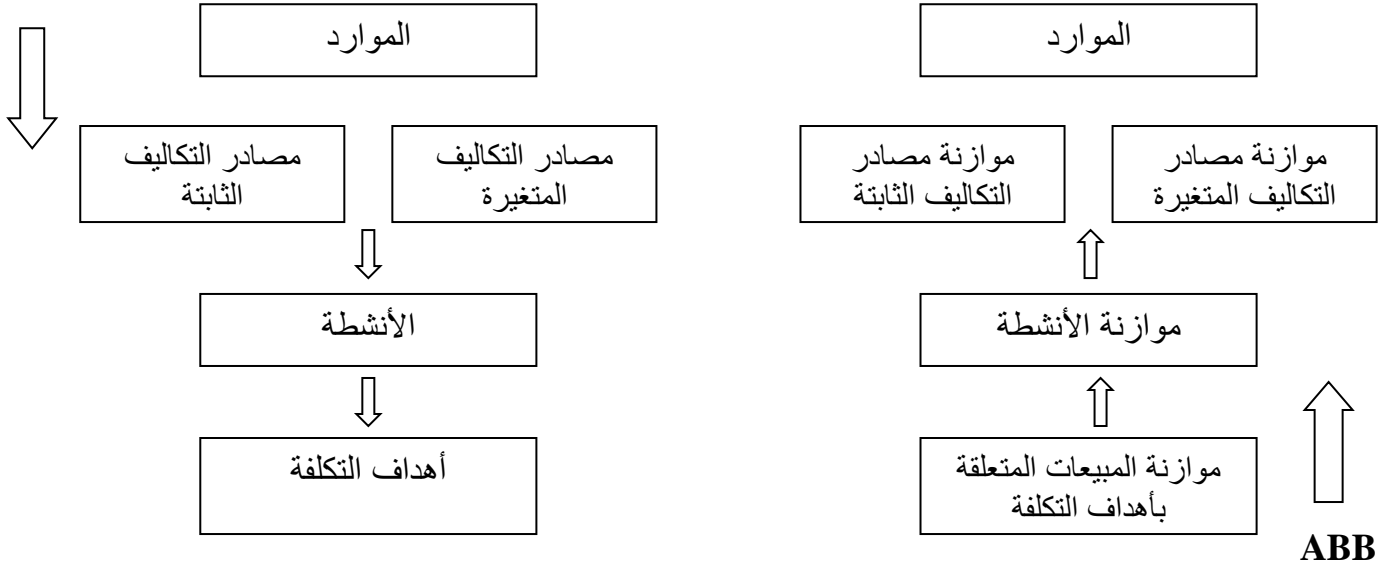 الموارد
الموارد
مصادر التكاليف
الثابتة
مصادر التكاليف
المتغيرة
موازنة مصادر
التكاليف الثابتة
موازنة مصادر
التكاليف المتغيرة
الأنشطة
موازنة الأنشطة
أهداف التكلفة
موازنة المبيعات المتعلقة
بأهداف التكلفة
ABB